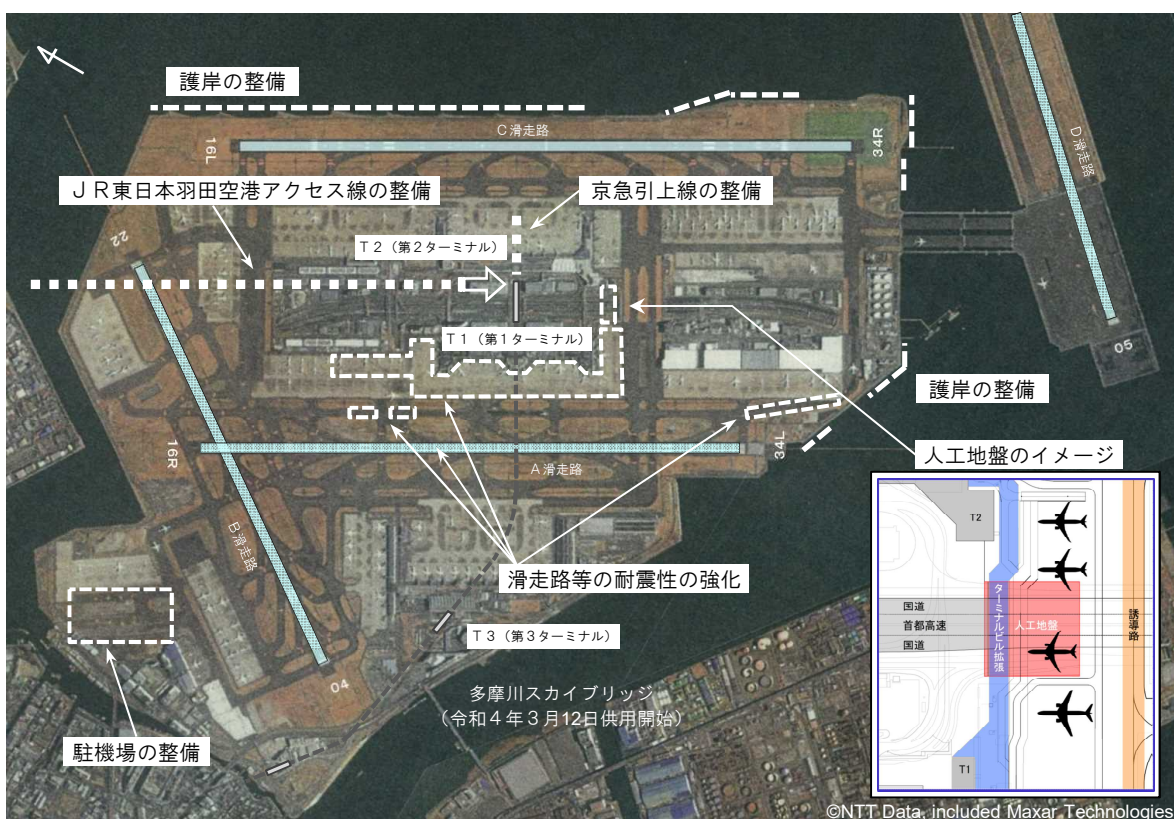 護岸の整備
C滑走路
16L
34R
D滑走路
JR東日本羽田空港アクセス線の整備
京急引上線の整備
22
T2(第2ターミナル)
T1(第1ターミナル)
05
護岸の整備
16R
34L
A滑走路
人工地盤のイメージ
B滑走路
滑走路等の耐震性の強化
T3(第3ターミナル)
04
多摩川スカイブリッジ
(令和4年3月12日供用開始)
駐機場の整備
T2
国道
首都高速
国道
ターミナルビル拡張
人工地盤
誘導路
T1
©NTT Data, included Maxar Technologies